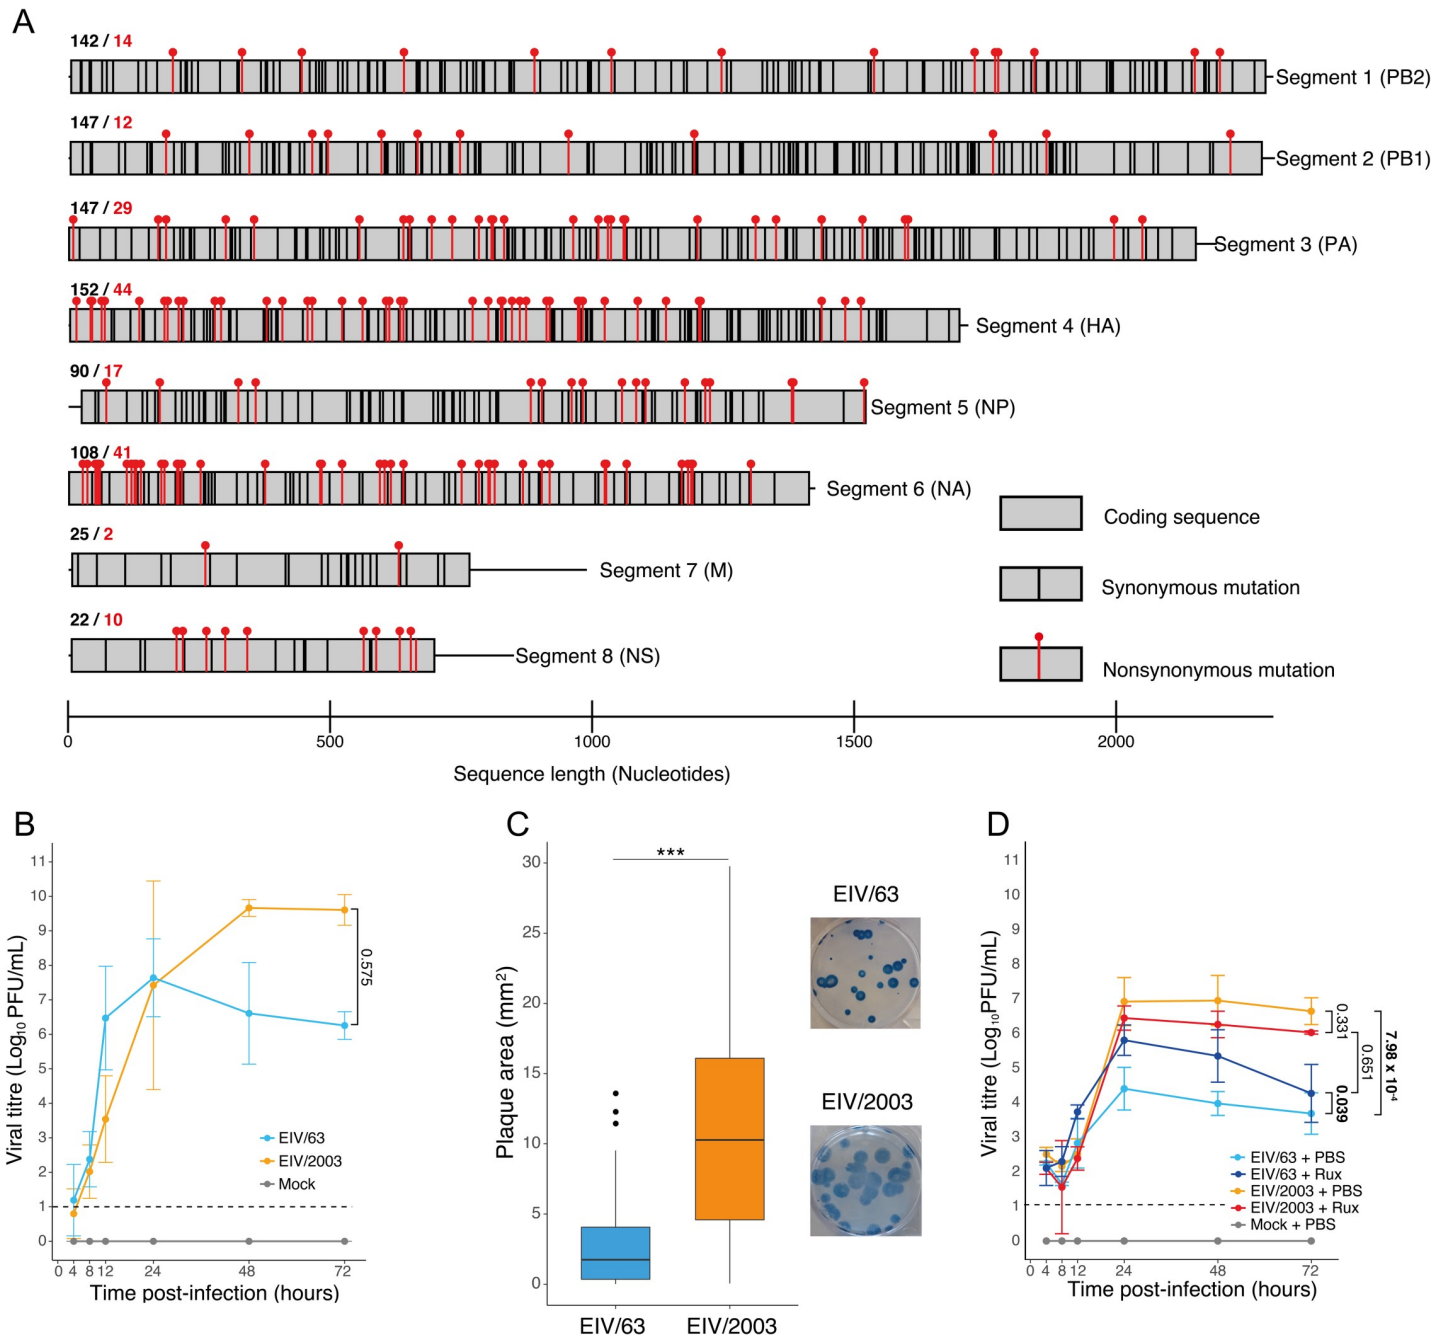 A
142 / 14
Segment 1 (PB2)
147 / 12
Segment 2 (PB1)
147 / 29
Segment 3 (PA)
152 / 44
Segment 4 (HA)
90 / 17
Segment 5 (NP)
108 / 41
Segment 6 (NA)
25 / 2
Segment 7 (M)
22 / 10
Segment 8 (NS)
Coding sequence
Synonymous mutation
Nonsynonymous mutation
0 500 1000 1500 2000
Sequence length (Nucleotides)
B
Viral titre (Log₁₀ PFU/mL)
11
10
9
8
7
6
5
4
3
2
1
0
0.575
EIV/63
EIV/2003
Mock
0 4 8 12 24 48 72
Time post-infection (hours)
C
Plaque area (mm²)
30
25
20
15
10
5
0
***
EIV/63 EIV/2003
EIV/63
EIV/2003
D
Viral titre (Log₁₀PFU/mL)
11
10
9
8
7
6
5
4
3
2
1
0
0.331
0.039
0.651
7.98 x 10⁻⁴
EIV/63 + PBS
EIV/63 + Rux
EIV/2003 + PBS
EIV/2003 + Rux
Mock + PBS
0 4 8 12 24 48 72
Time post-infection (hours)